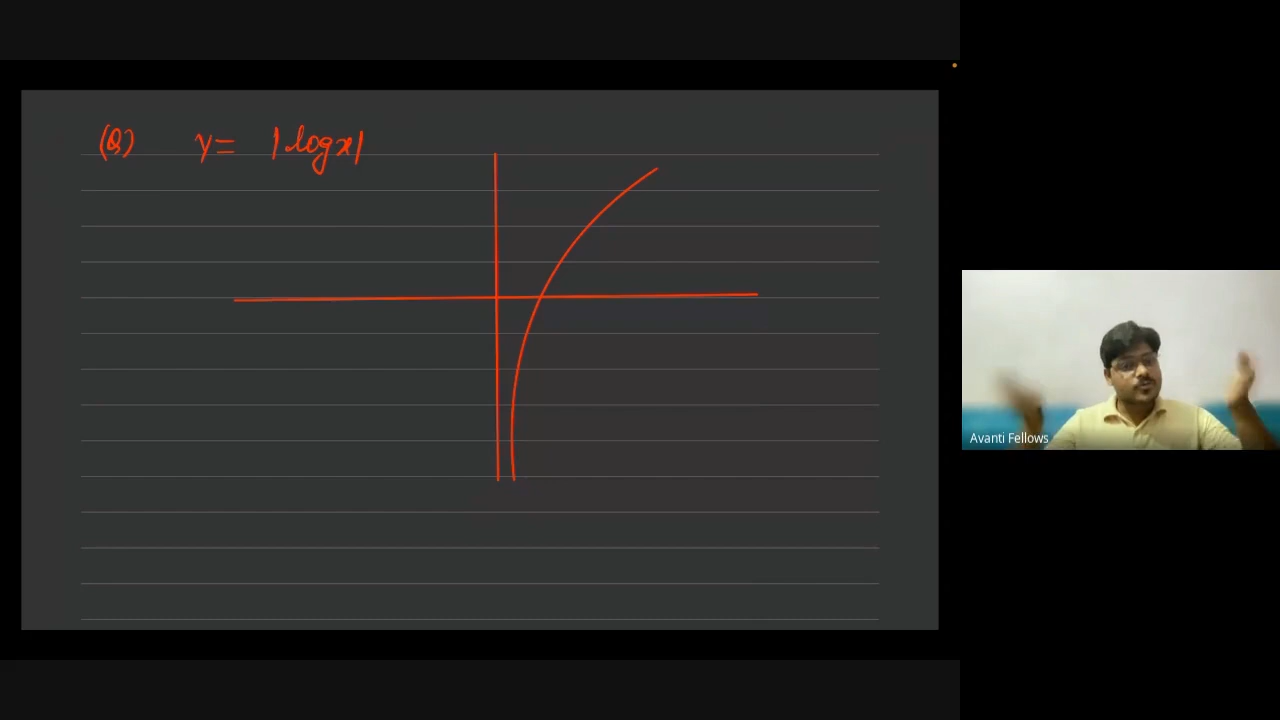 (Q) y = |log x|
Avanti Fellows